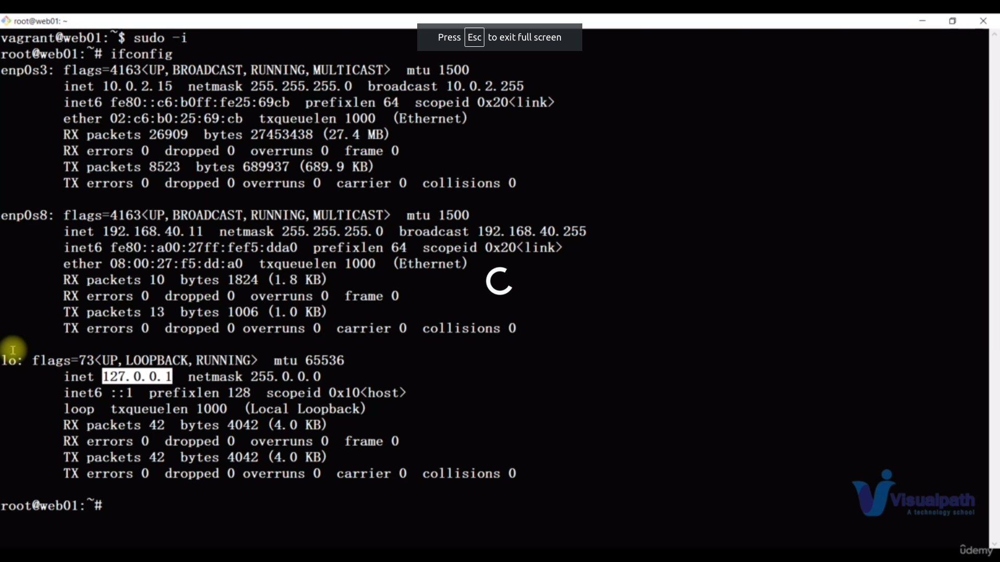 root@web01: ~
Press Esc to exit full screen
vagrant@web01:~$ sudo -i
root@web01:~# ifconfig
enp0s3: flags=4163<UP,BROADCAST,RUNNING,MULTICAST>  mtu 1500
        inet 10.0.2.15  netmask 255.255.255.0  broadcast 10.0.2.255
        inet6 fe80::c6:b0ff:fe25:69cb  prefixlen 64  scopeid 0x20<link>
        ether 02:c6:b0:25:69:cb  txqueuelen 1000  (Ethernet)
        RX packets 26909  bytes 27453438 (27.4 MB)
        RX errors 0  dropped 0  overruns 0  frame 0
        TX packets 8523  bytes 689937 (689.9 KB)
        TX errors 0  dropped 0 overruns 0  carrier 0  collisions 0
enp0s8: flags=4163<UP,BROADCAST,RUNNING,MULTICAST>  mtu 1500
        inet 192.168.40.11  netmask 255.255.255.0  broadcast 192.168.40.255
        inet6 fe80::a00:27ff:fef5:dda0  prefixlen 64  scopeid 0x20<link>
        ether 08:00:27:f5:dd:a0  txqueuelen 1000  (Ethernet)
        RX packets 10  bytes 1824 (1.8 KB)
        RX errors 0  dropped 0  overruns 0  frame 0
        TX packets 13  bytes 1006 (1.0 KB)
        TX errors 0  dropped 0 overruns 0  carrier 0  collisions 0
lo: flags=73<UP,LOOPBACK,RUNNING>  mtu 65536
        inet 127.0.0.1  netmask 255.0.0.0
        inet6 ::1  prefixlen 128  scopeid 0x10<host>
        loop  txqueuelen 1000  (Local Loopback)
        RX packets 42  bytes 4042 (4.0 KB)
        RX errors 0  dropped 0  overruns 0  frame 0
        TX packets 42  bytes 4042 (4.0 KB)
        TX errors 0  dropped 0 overruns 0  carrier 0  collisions 0
root@web01:~#
Visualpath
A technology school
ûdemy